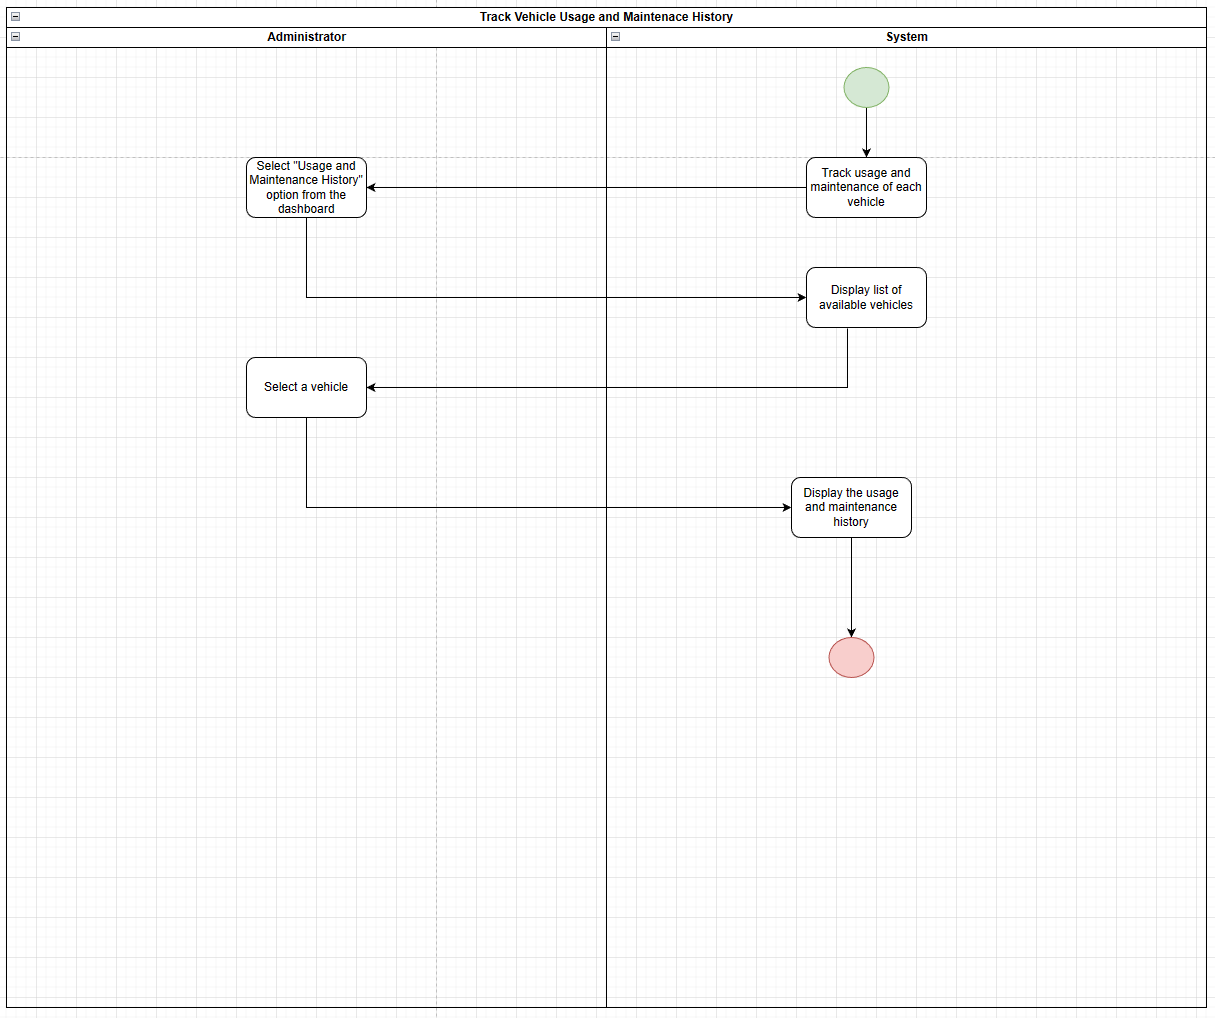 Track Vehicle Usage and Maintenace History
Administrator
System
Select "Usage and
Maintenance History"
option from the
dashboard
Track usage and
maintenance of each
vehicle
Display list of
available vehicles
Select a vehicle
Display the usage
and maintenance
history